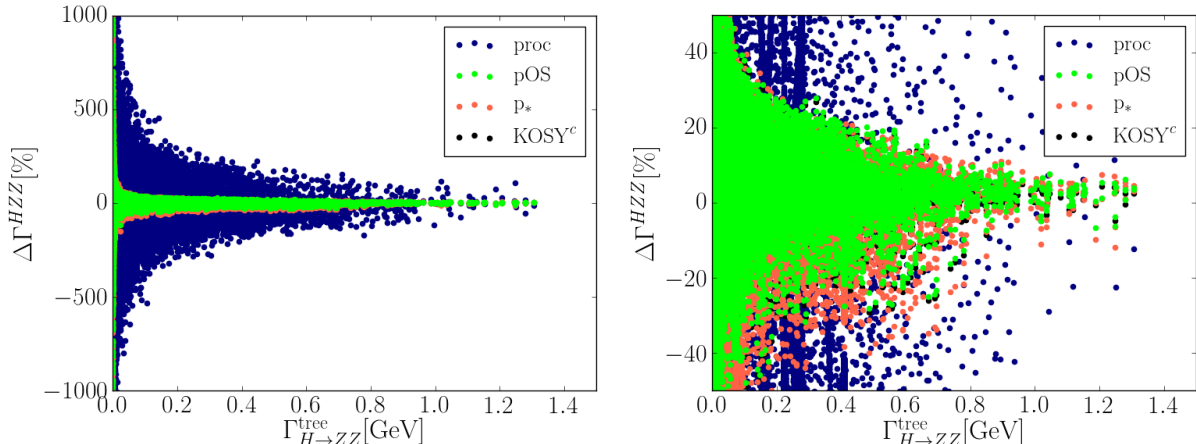 1000
500
0
−500
−1000
ΔΓ^{HZZ}[%]
0.0 0.2 0.4 0.6 0.8 1.0 1.2 1.4
Γ^{tree}_{H→ZZ}[GeV]
proc
pOS
p_*
KOSY^c
40
20
0
−20
−40
ΔΓ^{HZZ}[%]
0.0 0.2 0.4 0.6 0.8 1.0 1.2 1.4
Γ^{tree}_{H→ZZ}[GeV]
proc
pOS
p_*
KOSY^c